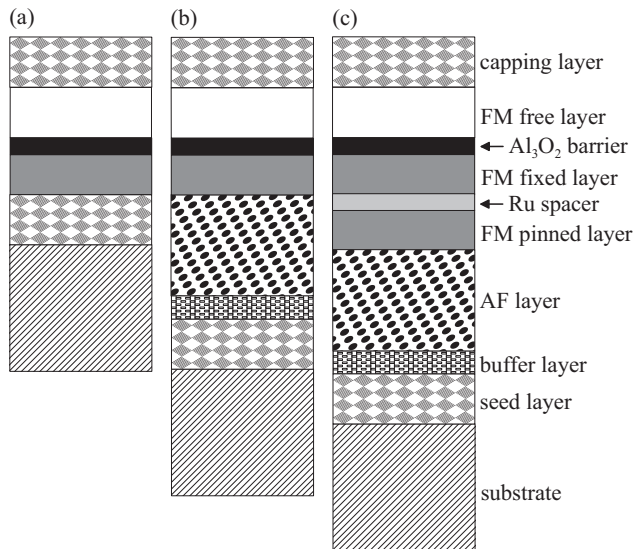 (a)
(b)
(c)
capping layer
FM free layer
Al₃O₂ barrier
FM fixed layer
Ru spacer
FM pinned layer
AF layer
buffer layer
seed layer
substrate